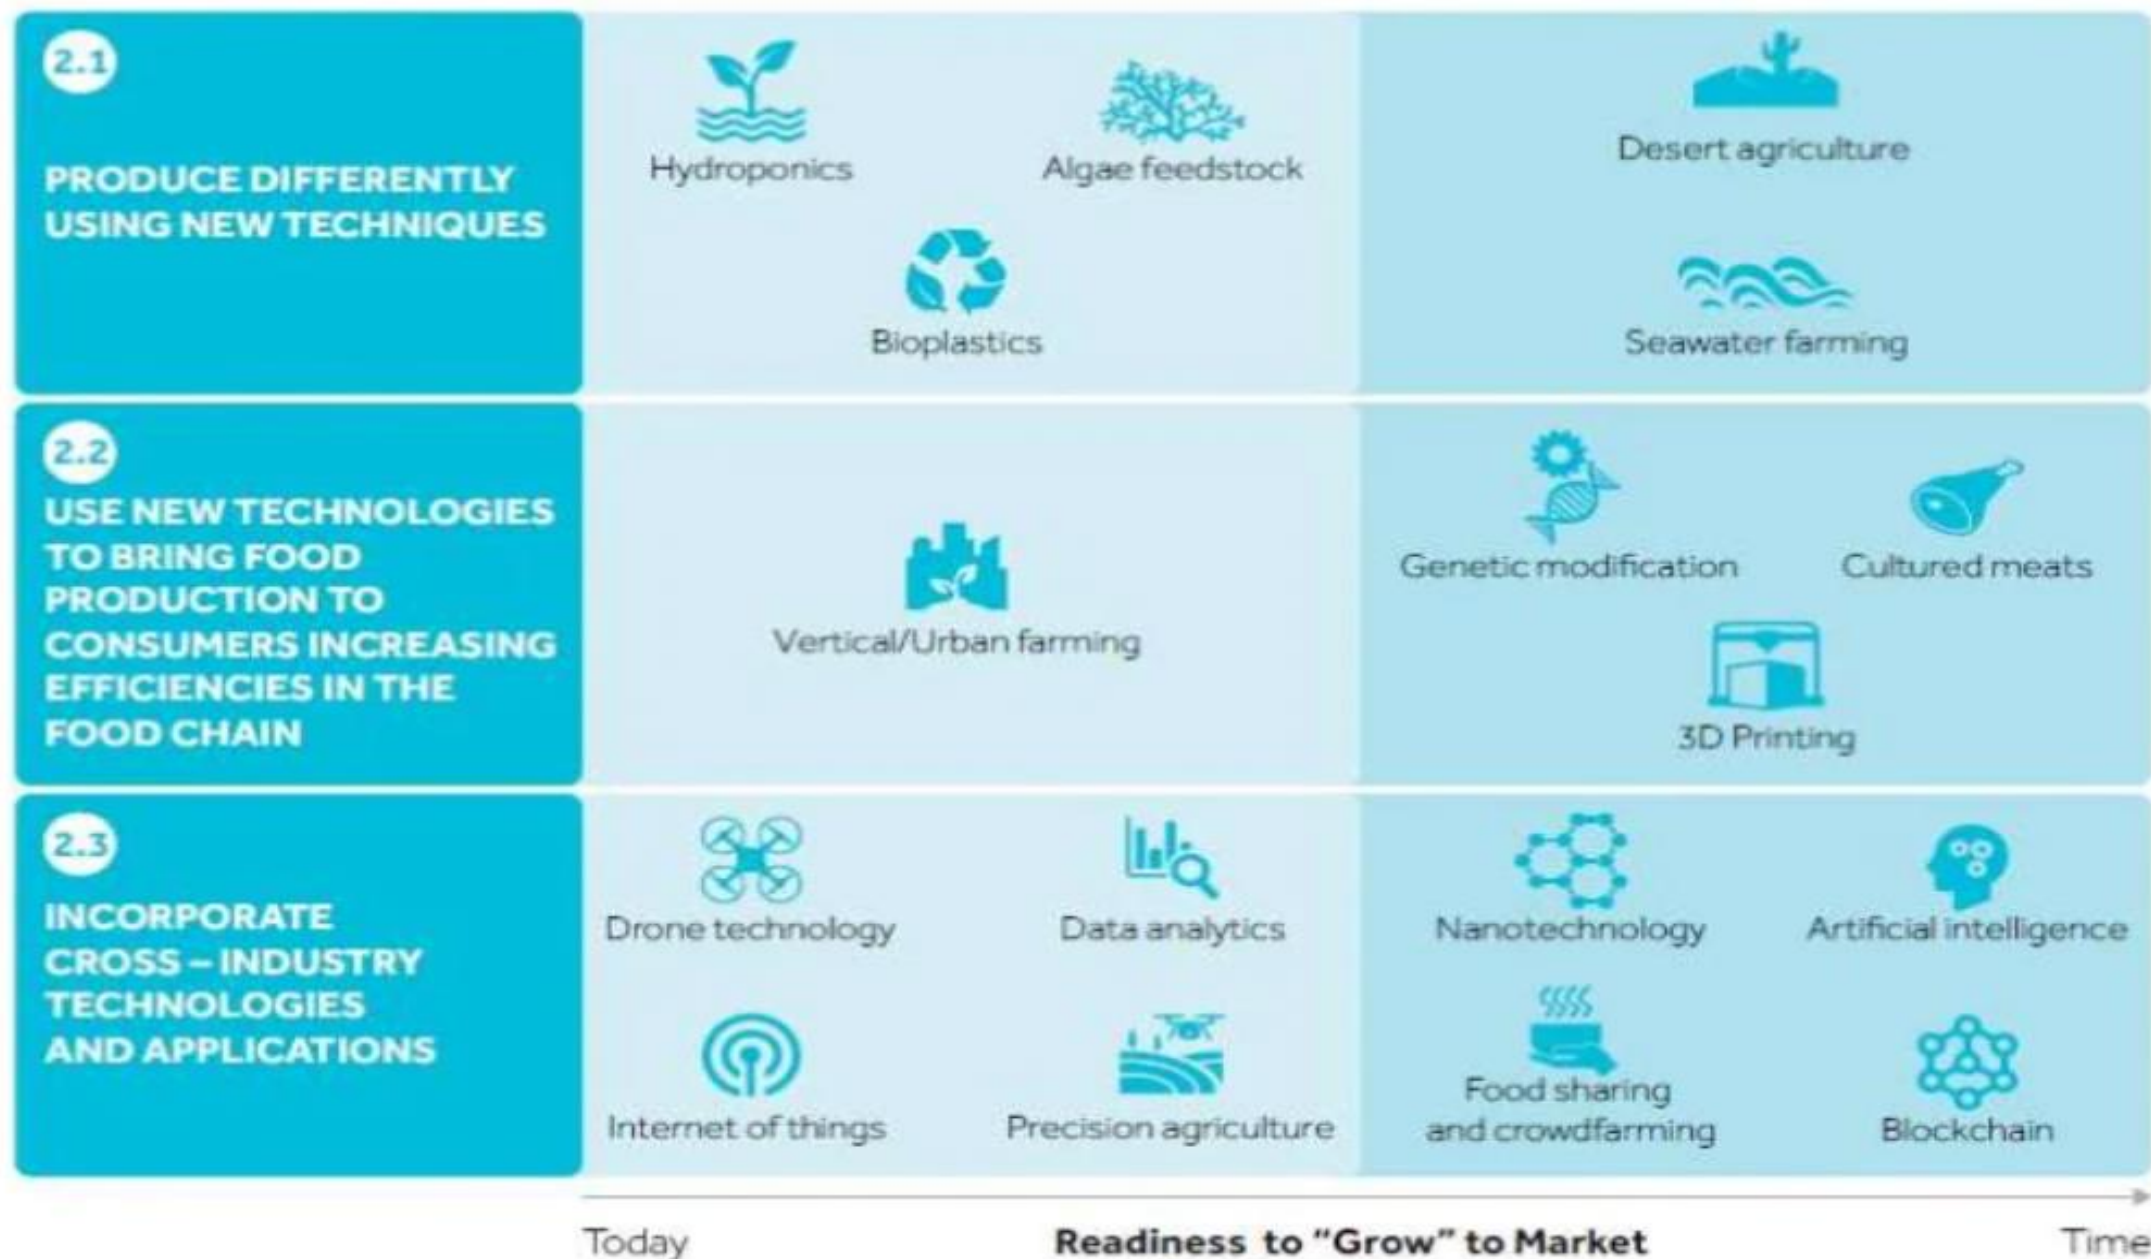 2.1
PRODUCE DIFFERENTLY
USING NEW TECHNIQUES
Hydroponics
Algae feedstock
Bioplastics
Desert agriculture
Seawater farming
2.2
USE NEW TECHNOLOGIES
TO BRING FOOD
PRODUCTION TO
CONSUMERS INCREASING
EFFICIENCIES IN THE
FOOD CHAIN
Vertical/Urban farming
Genetic modification
Cultured meats
3D Printing
2.3
INCORPORATE
CROSS – INDUSTRY
TECHNOLOGIES
AND APPLICATIONS
Drone technology
Data analytics
Internet of things
Precision agriculture
Nanotechnology
Artificial intelligence
Food sharing
and crowdfarming
Blockchain
Today
Readiness to "Grow" to Market
Time